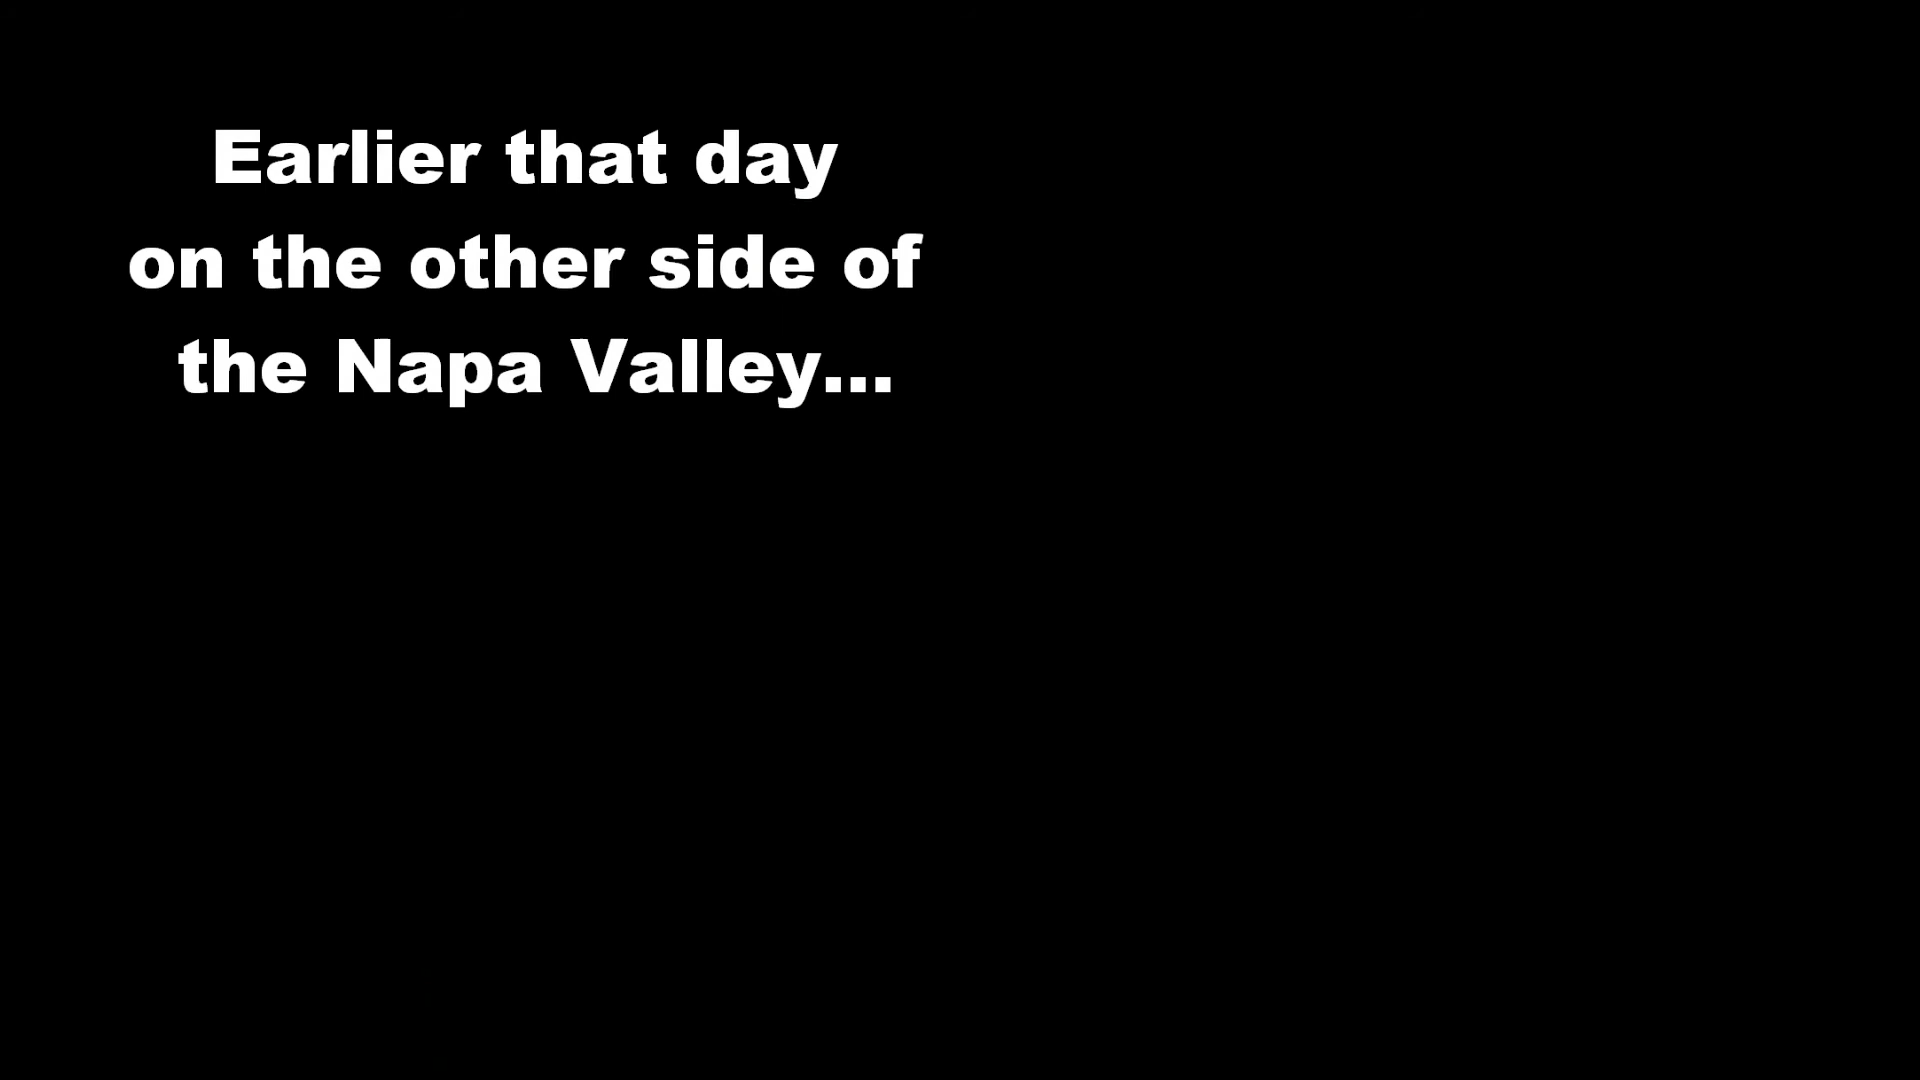 Earlier that day
on the other side of
the Napa Valley...